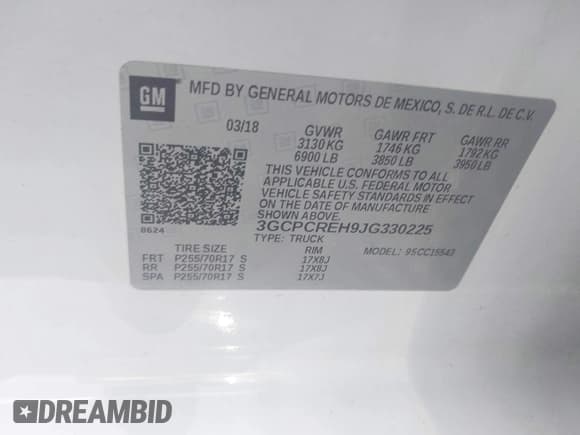 GM
MFD BY GENERAL MOTORS DE MEXICO, S. DE R.L. DE C.V.
03/18 GVWR GAWR FRT GAWR RR
3130 KG 1746 KG 1792 KG
6900 LB 3850 LB 3950 LB
THIS VEHICLE CONFORMS TO ALL
APPLICABLE U.S. FEDERAL MOTOR
VEHICLE SAFETY STANDARDS IN EFFECT
ON THE DATE OF MANUFACTURE
SHOWN ABOVE.
8624
3GCPCREH9JG330225
TYPE: TRUCK MODEL: 95CC15543
TIRE SIZE RIM
FRT P255/70R17 S 17X8J
RR P255/70R17 S 17X8J
SPA P255/70R17 S 17X7J
DREAMBID